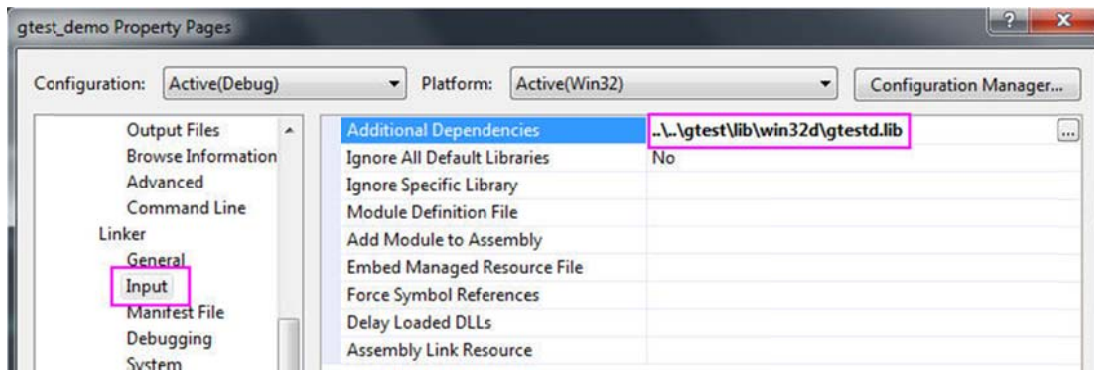 gtest_demo Property Pages
Configuration: Active(Debug) Platform: Active(Win32) Configuration Manager...
Output Files
Browse Information
Advanced
Command Line
Linker
General
Input
Manifest File
Debugging
System
Additional Dependencies ..\..\gtest\lib\win32d\gtestd.lib ...
Ignore All Default Libraries No
Ignore Specific Library
Module Definition File
Add Module to Assembly
Embed Managed Resource File
Force Symbol References
Delay Loaded DLLs
Assembly Link Resource